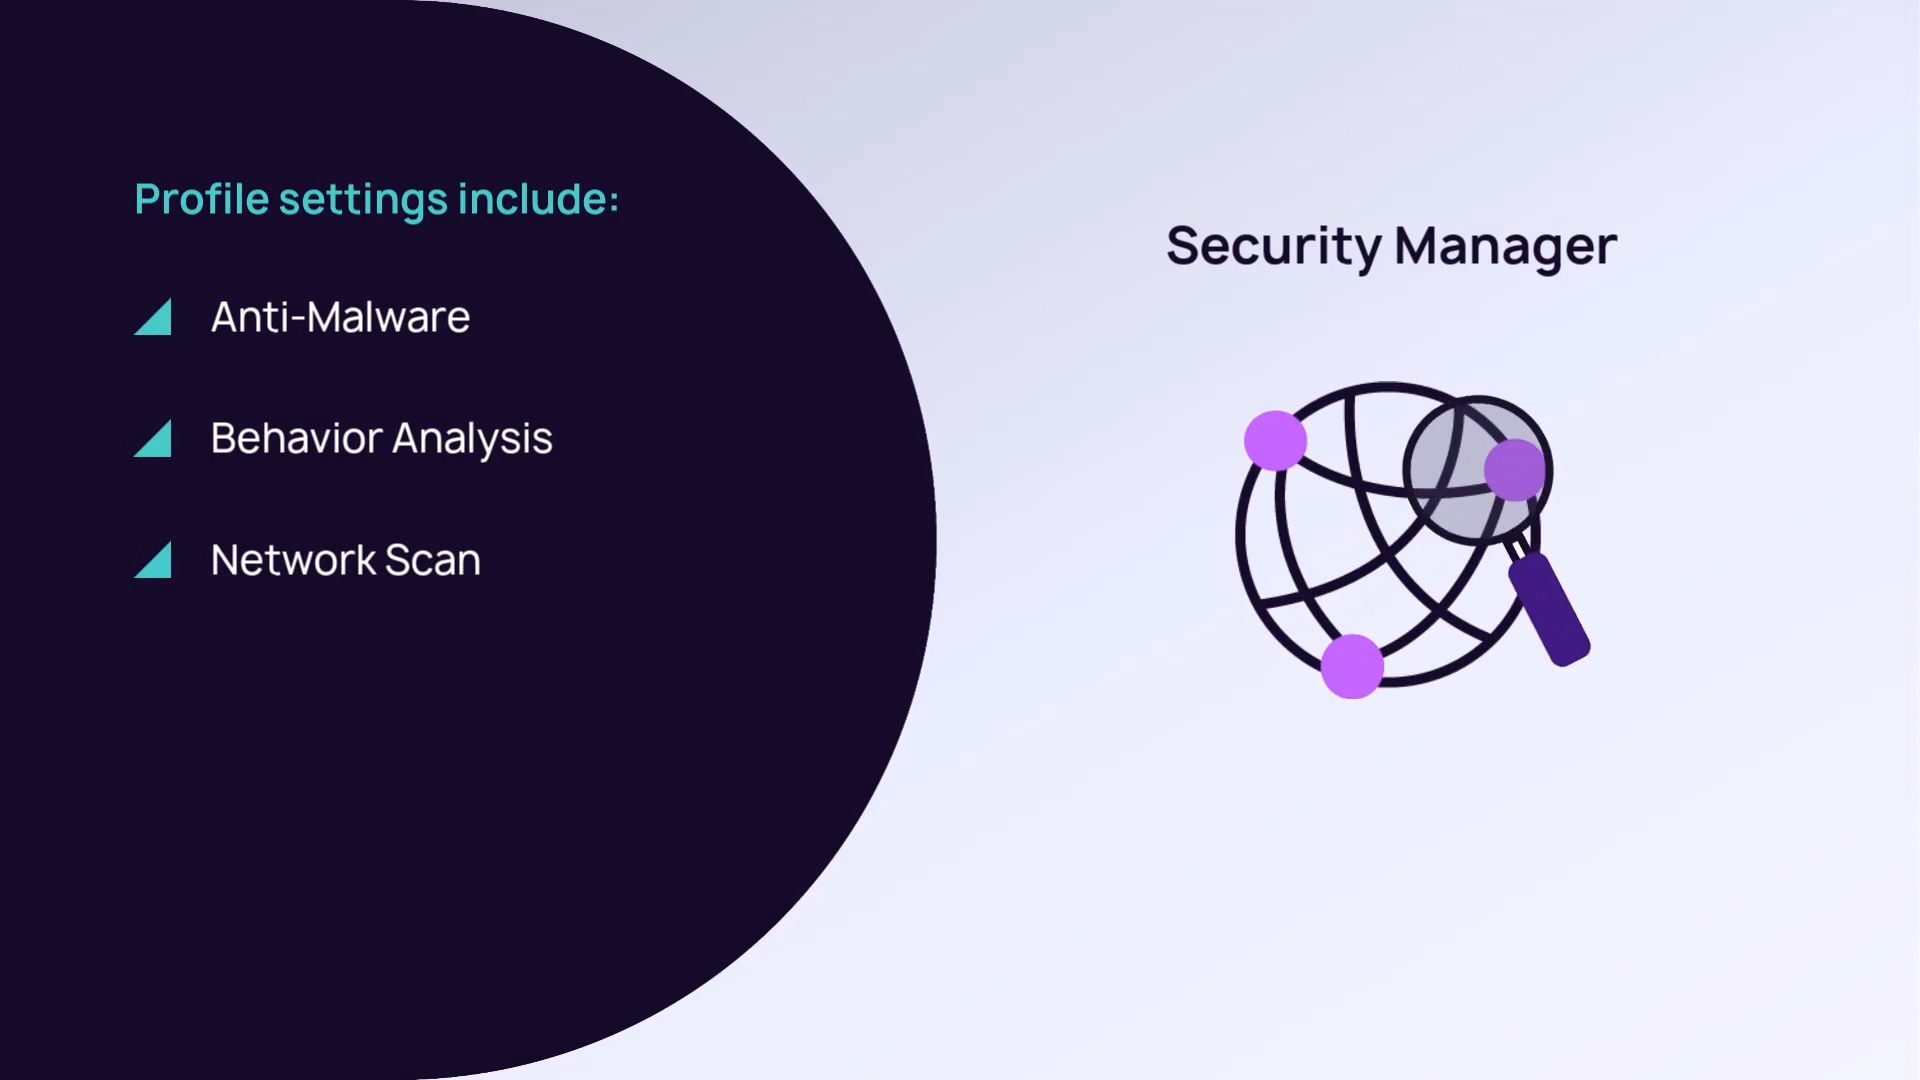 Profile settings include:
Anti-Malware
Behavior Analysis
Network Scan
Security Manager